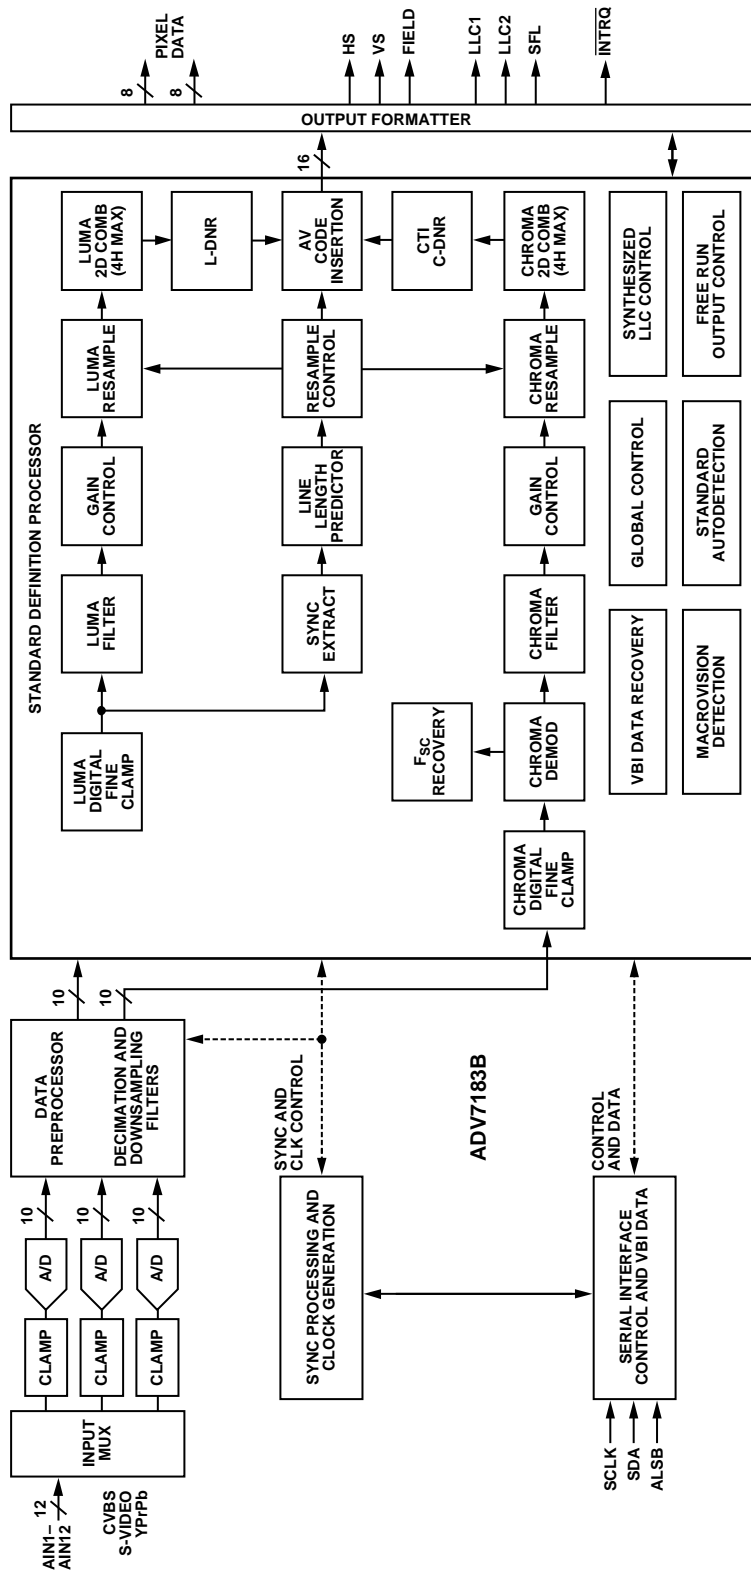 AIN1–
AIN12
12
CVBS
S-VIDEO
YPrPb
INPUT
MUX
CLAMP
A/D
10
CLAMP
A/D
10
CLAMP
A/D
10
DATA
PREPROCESSOR
DECIMATION AND
DOWNSAMPLING
FILTERS
10
10
STANDARD DEFINITION PROCESSOR
LUMA
DIGITAL
FINE
CLAMP
LUMA
FILTER
GAIN
CONTROL
LUMA
RESAMPLE
LUMA
2D COMB
(4H MAX)
L-DNR
SYNC
EXTRACT
LINE
LENGTH
PREDICTOR
RESAMPLE
CONTROL
AV
CODE
INSERTION
16
CTI
C-DNR
FSC
RECOVERY
CHROMA
DIGITAL
FINE
CLAMP
CHROMA
DEMOD
CHROMA
FILTER
GAIN
CONTROL
CHROMA
RESAMPLE
CHROMA
2D COMB
(4H MAX)
VBI DATA RECOVERY
GLOBAL CONTROL
SYNTHESIZED
LLC CONTROL
MACROVISION
DETECTION
STANDARD
AUTODETECTION
FREE RUN
OUTPUT CONTROL
OUTPUT FORMATTER
8
8
PIXEL
DATA
HS
VS
FIELD
LLC1
LLC2
SFL
INTRQ
SYNC PROCESSING AND
CLOCK GENERATION
SYNC AND
CLK CONTROL
ADV7183B
SCLK
SDA
ALSB
SERIAL INTERFACE
CONTROL AND VBI DATA
CONTROL
AND DATA